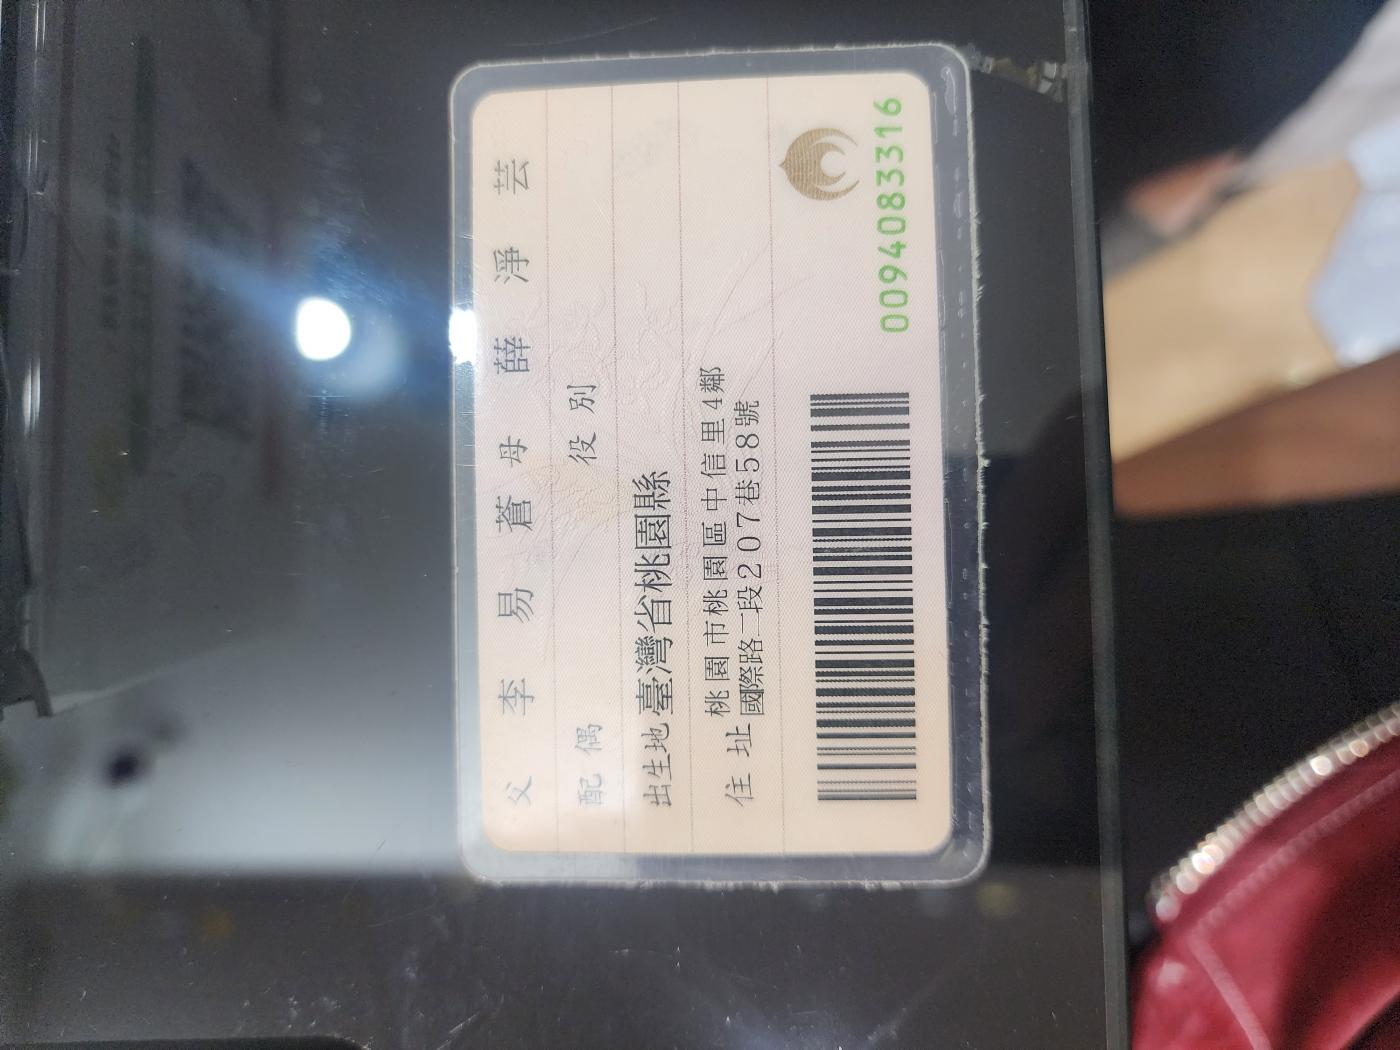 父 李易蒼 母 薛淨芸
配偶 役別
出生地 臺灣省桃園縣
住址 桃園市桃園區中信里4鄰
國際路二段207巷58號
0094083316